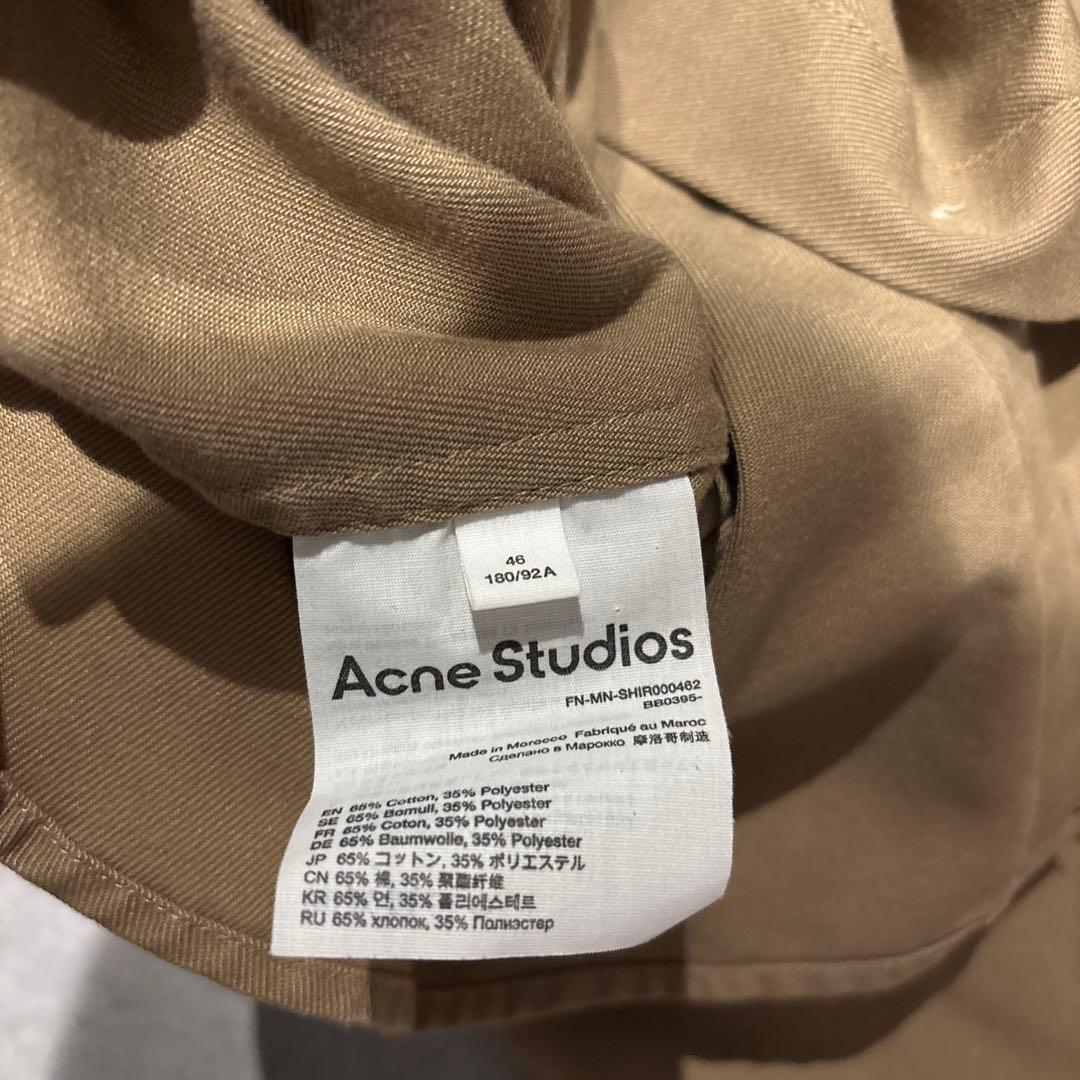 46
180/92A
Acne Studios
FN-MN-SHIR000462
BB0395-
Made in Morocco Fabriqué au Maroc
Сделано в Марокко 摩洛哥制造
EN 65% Cotton, 35% Polyester
SE 65% Bomull, 35% Polyester
FR 65% Coton, 35% Polyester
DE 65% Baumwolle, 35% Polyester
JP 65% コットン, 35% ポリエステル
CN 65% 棉, 35% 聚酯纤维
KR 65% 면, 35% 폴리에스테르
RU 65% хлопок, 35% Полиэстер